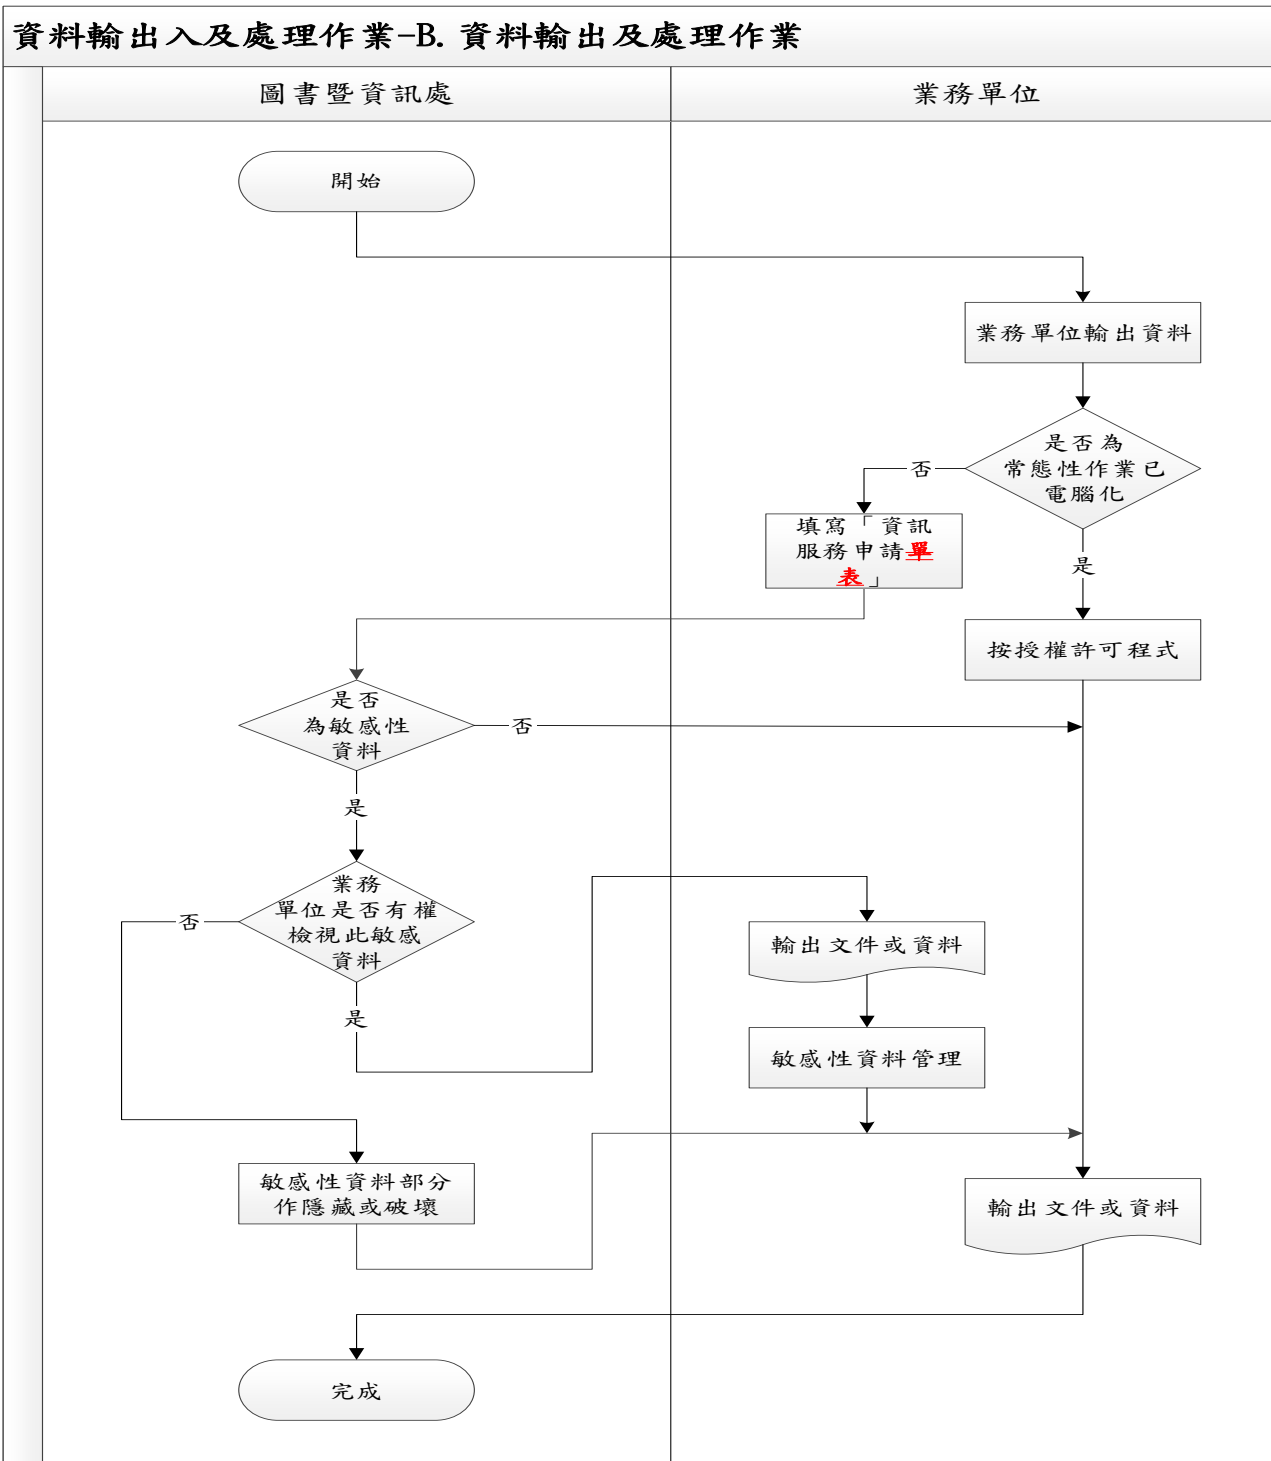 資料輸出入及處理作業-B. 資料輸出及處理作業
圖書暨資訊處
業務單位
開始
業務單位輸出資料
是否為
常態性作業已
電腦化
否
是
填寫「資訊
服務申請單
表」
按授權許可程式
是否
為敏感性
資料
否
是
業務
單位是否有權
檢視此敏感
資料
否
是
輸出文件或資料
敏感性資料管理
敏感性資料部分
作隱藏或破壞
輸出文件或資料
完成